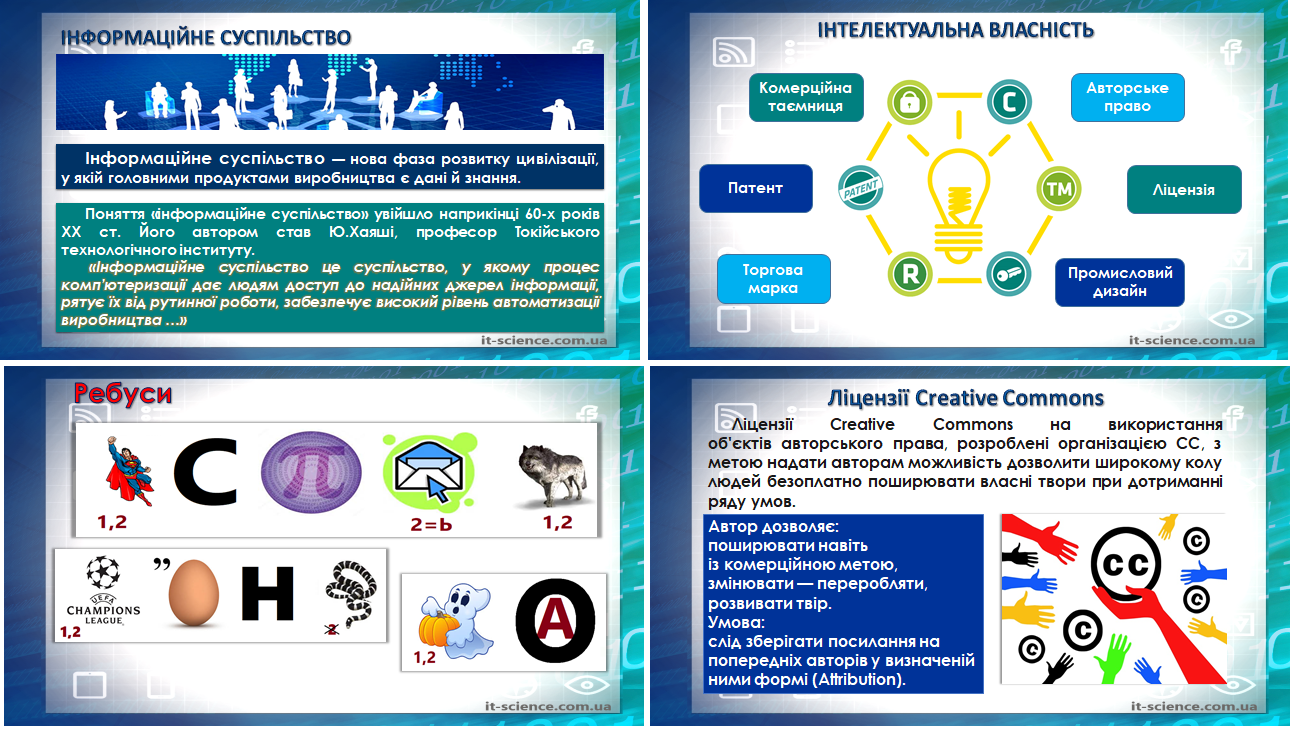 ІНФОРМАЦІЙНЕ СУСПІЛЬСТВО
Інформаційне суспільство — нова фаза розвитку цивілізації,
у якій головними продуктами виробництва є дані й знання.
Поняття «інформаційне суспільство» увійшло наприкінці 60-х років
ХХ ст. Його автором став Ю.Хаяші, професор Токійського
технологічного інституту.
«Інформаційне суспільство це суспільство, у якому процес
комп'ютеризації дає людям доступ до надійних джерел інформації,
рятує їх від рутинної роботи, забезпечує високий рівень автоматизації
виробництва ...»
it-science.com.ua
ІНТЕЛЕКТУАЛЬНА ВЛАСНІСТЬ
Комерційна
таємниця
C
Авторське
право
Патент
PATENT
TM
Ліцензія
Торгова
марка
R
Промисловий
дизайн
it-science.com.ua
Ребуси
С π
1,2
2=Ь
1,2
UEFA
CHAMPIONS
LEAGUE
1,2
” Н
2
1,2
О
А
it-science.com.ua
Ліцензії Creative Commons
Ліцензії Creative Commons на використання
об'єктів авторського права, розроблені організацією СС, з
метою надати авторам можливість дозволити широкому колу
людей безоплатно поширювати власні твори при дотриманні
ряду умов.
Автор дозволяє:
поширювати навіть
із комерційною метою,
змінювати — переробляти,
розвивати твір.
Умова:
слід зберігати посилання на
попередніх авторів у визначеній
ними формі (Attribution).
cc
c
c
c
c
it-science.com.ua